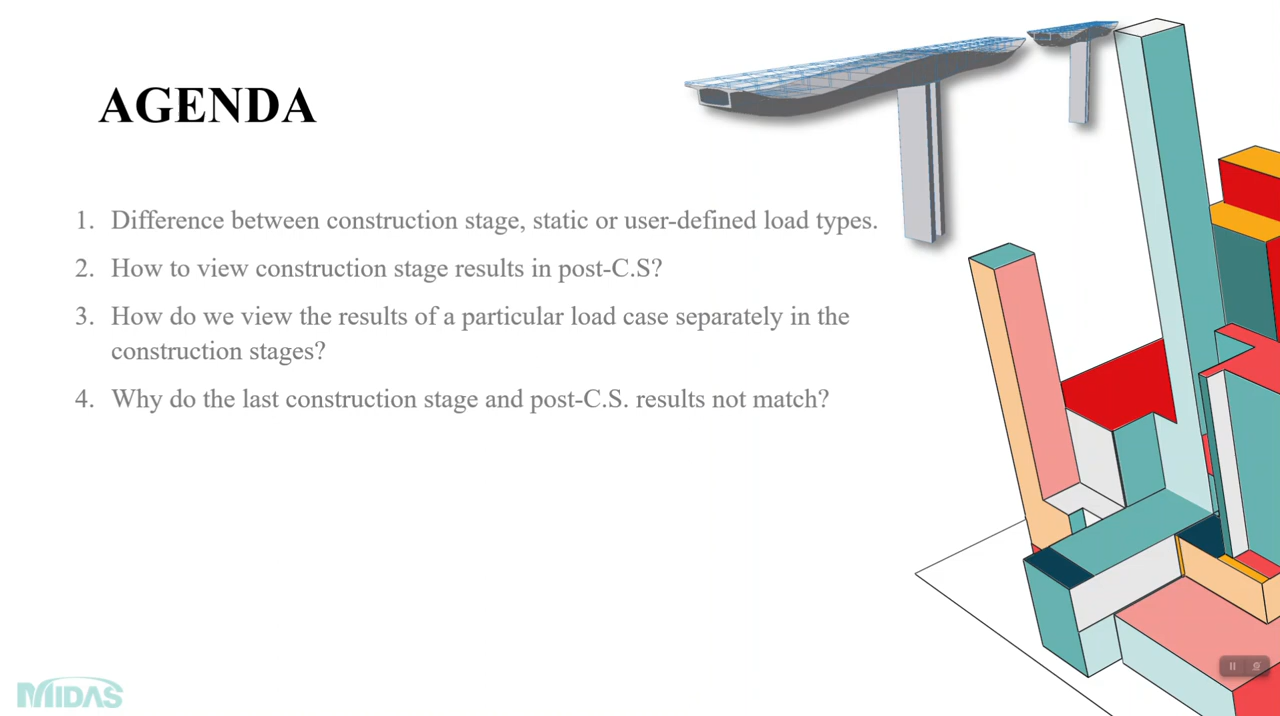 AGENDA
1. Difference between construction stage, static or user-defined load types.
2. How to view construction stage results in post-C.S?
3. How do we view the results of a particular load case separately in the
construction stages?
4. Why do the last construction stage and post-C.S. results not match?
MIDAS